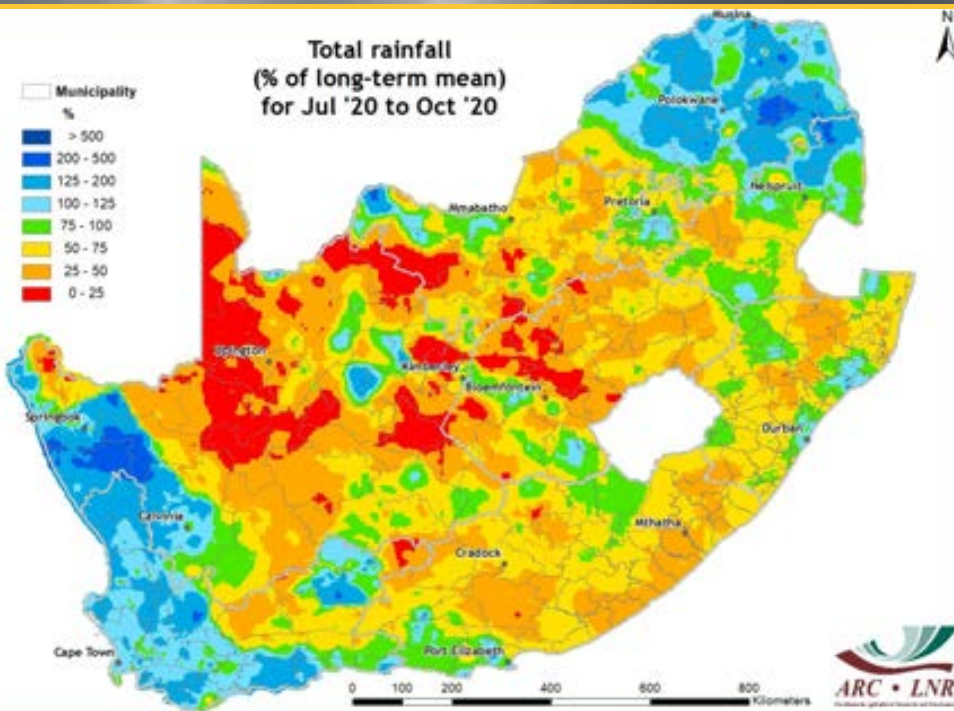 Total rainfall
(% of long-term mean)
for Jul '20 to Oct '20
N
Municipality
%
> 500
200 - 500
125 - 200
100 - 125
75 - 100
50 - 75
25 - 50
0 - 25
Musina
Polokwane
Nelspruit
Pretoria
Mmabatho
Upington
Kimberley
Bloemfontein
Springbok
Durban
Calvinia
Mthatha
Cradock
Cape Town
Port Elizabeth
0 100 200 400 600 800
Kilometers
ARC • LNR